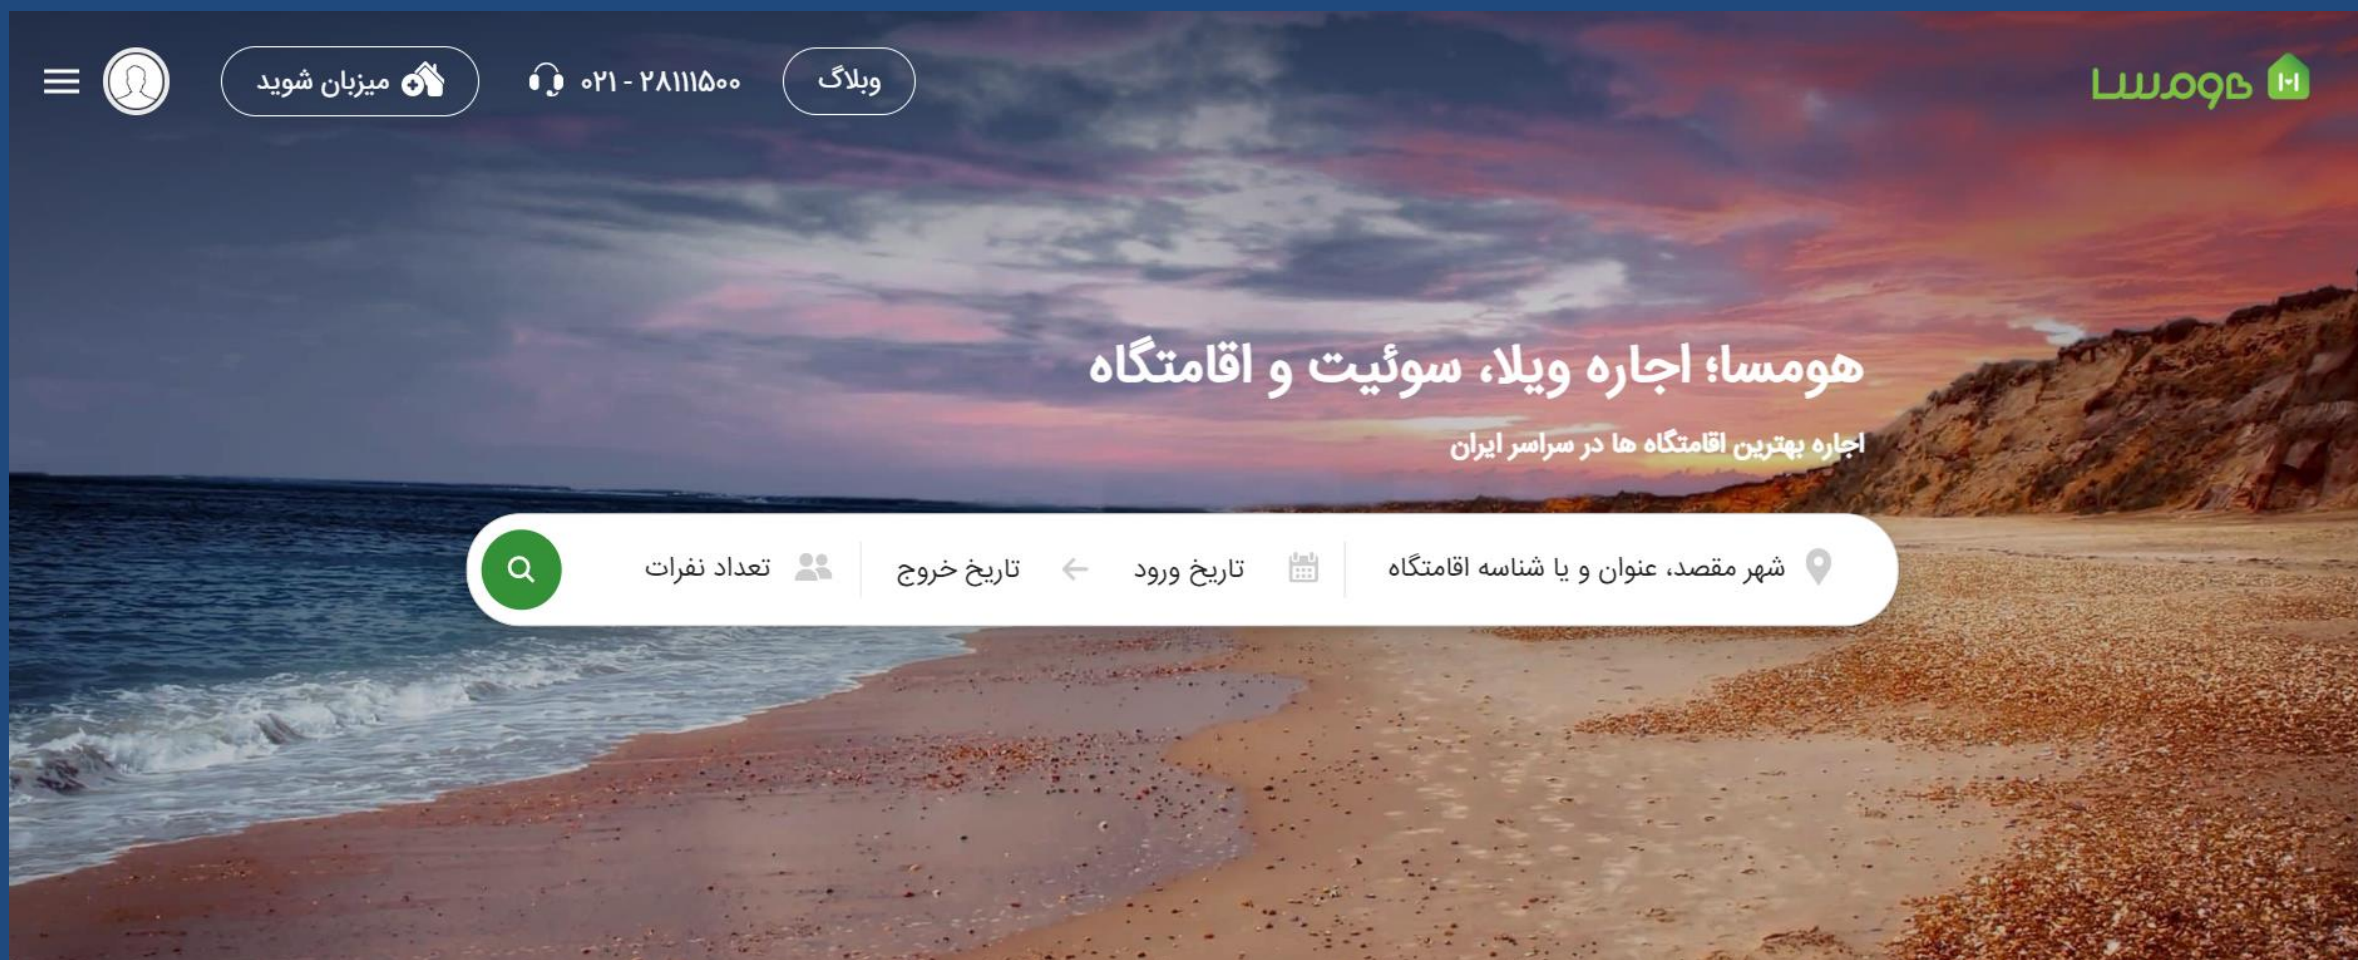 هومسا
وبلاگ
۰۲۱ - ۲۸۱۱۱۵۰۰
میزبان شوید
هومسا؛ اجاره ویلا، سوئیت و اقامتگاه
اجاره بهترین اقامتگاه ها در سراسر ایران
شهر مقصد، عنوان و یا شناسه اقامتگاه
تاریخ ورود
تاریخ خروج
تعداد نفرات